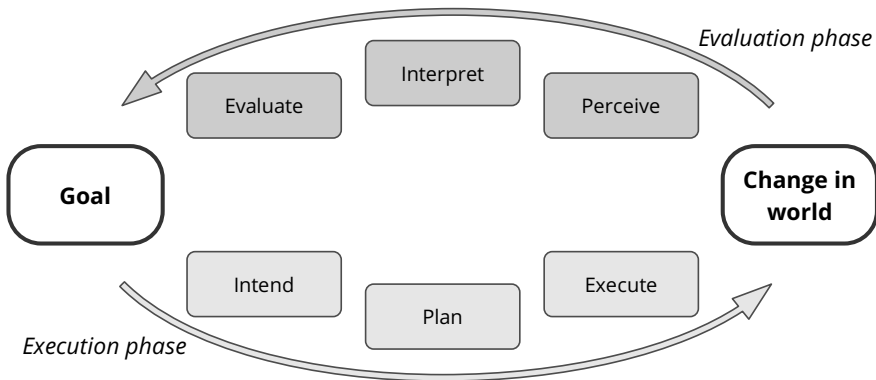 Evaluation phase
Interpret
Evaluate
Perceive
Goal
Change in
world
Intend
Execute
Plan
Execution phase